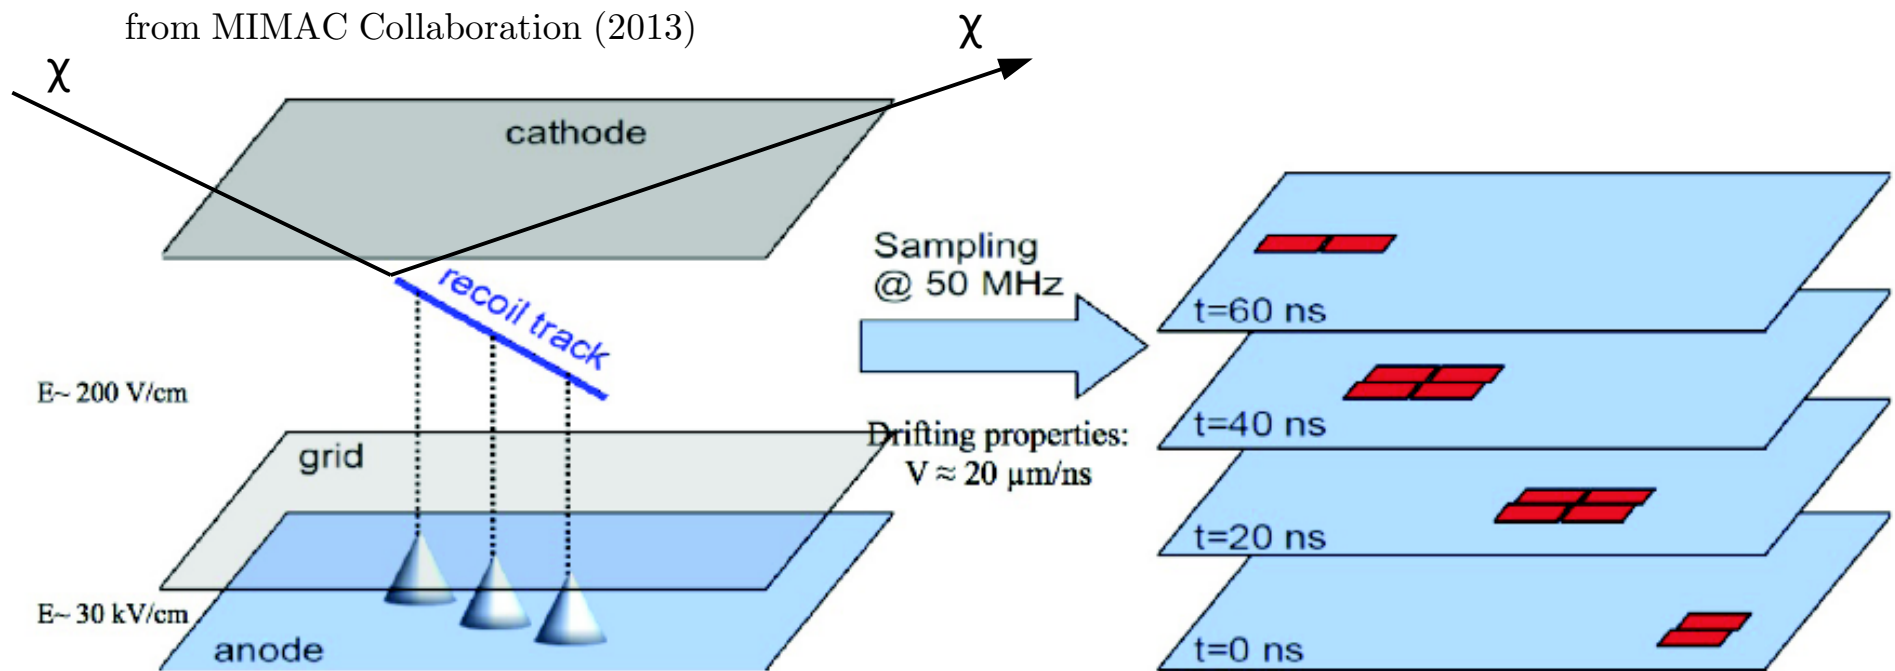 from MIMAC Collaboration (2013)
χ
χ
cathode
recoil track
E~ 200 V/cm
grid
E~ 30 kV/cm
anode
Sampling
@ 50 MHz
Drifting properties:
V ≈ 20 µm/ns
t=60 ns
t=40 ns
t=20 ns
t=0 ns